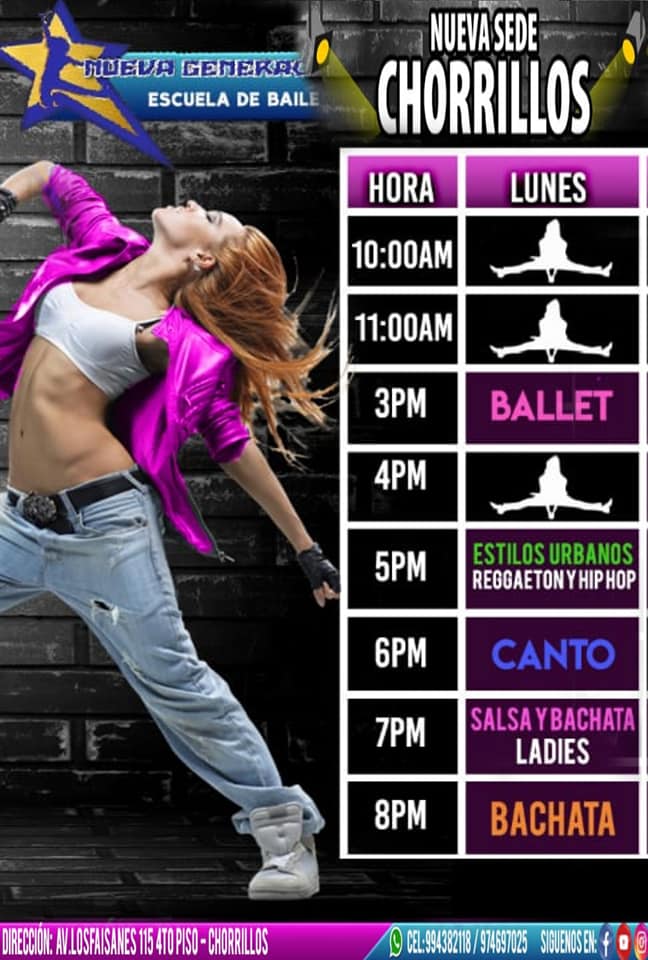 NUEVA GENERAC
ESCUELA DE BAILE
NUEVA SEDE
CHORRILLOS
HORA LUNES
10:00AM
11:00AM
3PM BALLET
4PM
5PM ESTILOS URBANOS
REGGAETON Y HIP HOP
6PM CANTO
7PM SALSA Y BACHATA
LADIES
8PM BACHATA
DIRECCIÓN: AV.LOSFAISANES 115 4TO PISO – CHORRILLOS CEL:994382118 / 974697025 SIGUENOS EN: